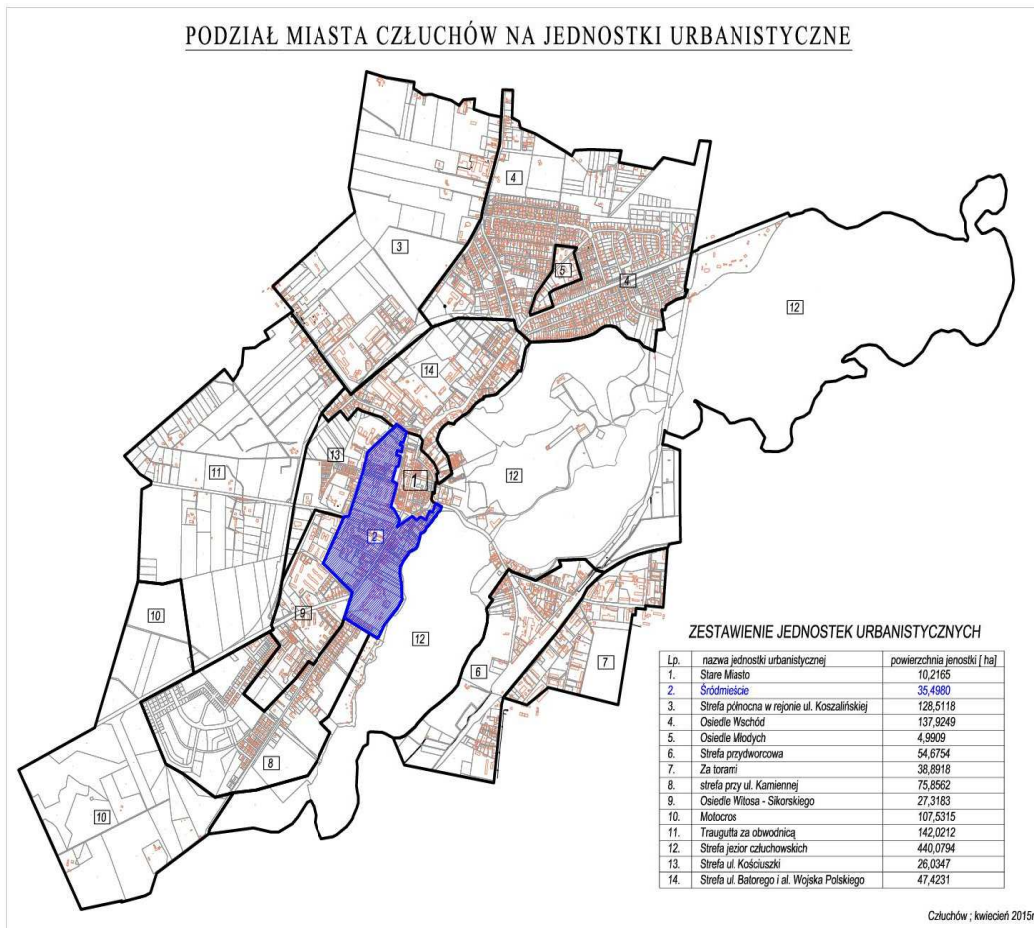 PODZIAŁ MIASTA CZŁUCHÓW NA JEDNOSTKI URBANISTYCZNE
4
3
5
4
12
14
13
1
11
12
2
10
9
12
6
7
8
10
ZESTAWIENIE JEDNOSTEK URBANISTYCZNYCH
Lp. nazwa jednostki urbanistycznej powierzchnia jenostki [ ha]
1. Stare Miasto 10,2165
2. Śródmieście 35,4980
3. Strefa północna w rejonie ul. Koszalińskiej 128,5118
4. Osiedle Wschód 137,9249
5. Osiedle Młodych 4,9909
6. Strefa przydworcowa 54,6754
7. Za torami 38,8918
8. strefa przy ul. Kamiennej 75,8562
9. Osiedle Witosa - Sikorskiego 27,3183
10. Motocros 107,5315
11. Traugutta za obwodnicą 142,0212
12. Strefa jezior człuchowskich 440,0794
13. Strefa ul. Kościuszki 26,0347
14. Strefa ul. Batorego i al. Wojska Polskiego 47,4231
Człuchów ; kwiecień 2015r